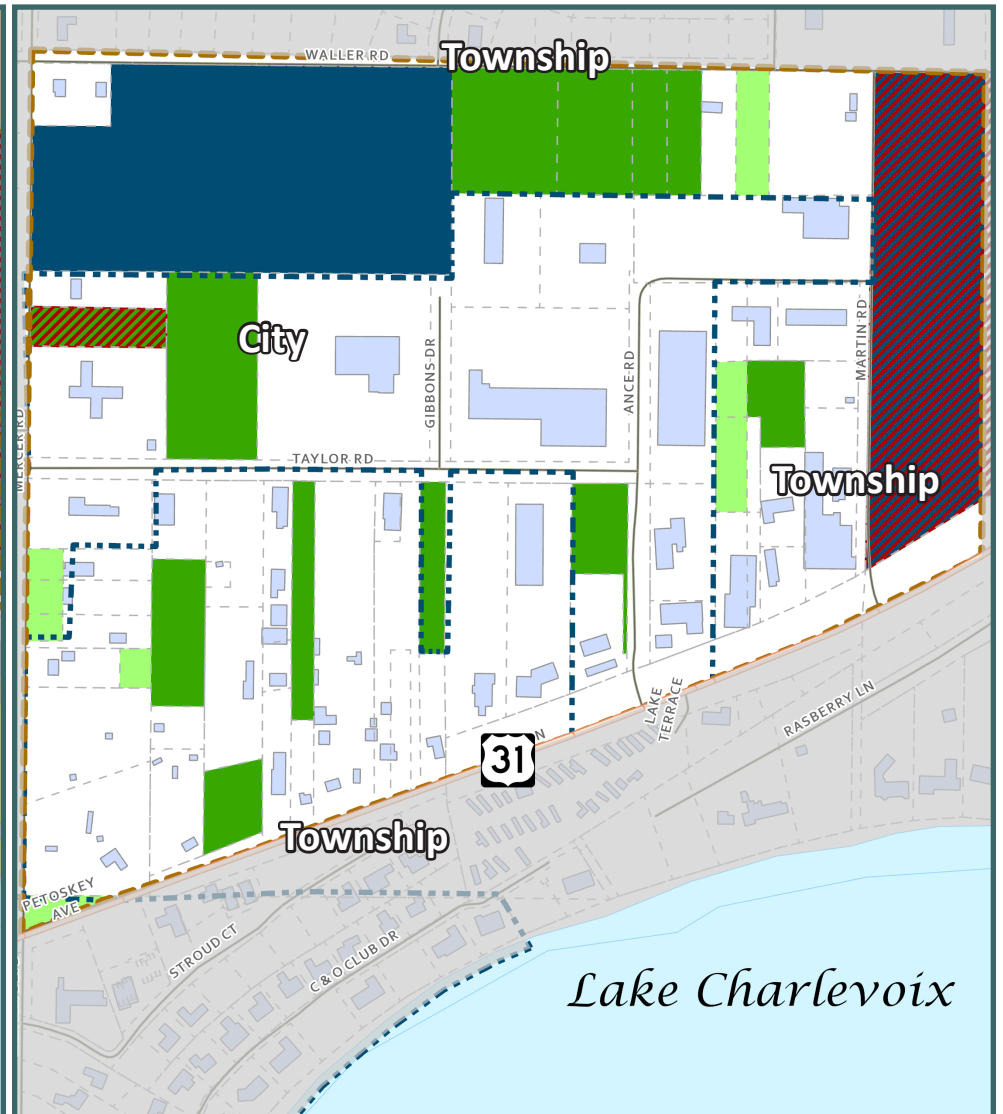 WALLER RD
Township
City
GIBBONS DR
ANCE RD
MARTIN RD
MERCER RD
TAYLOR RD
Township
LAKE
TERRACE
RASBERRY LN
N
31
Township
PETOSKEY
AVE
STROUD CT
C & O CLUB DR
Lake Charlevoix